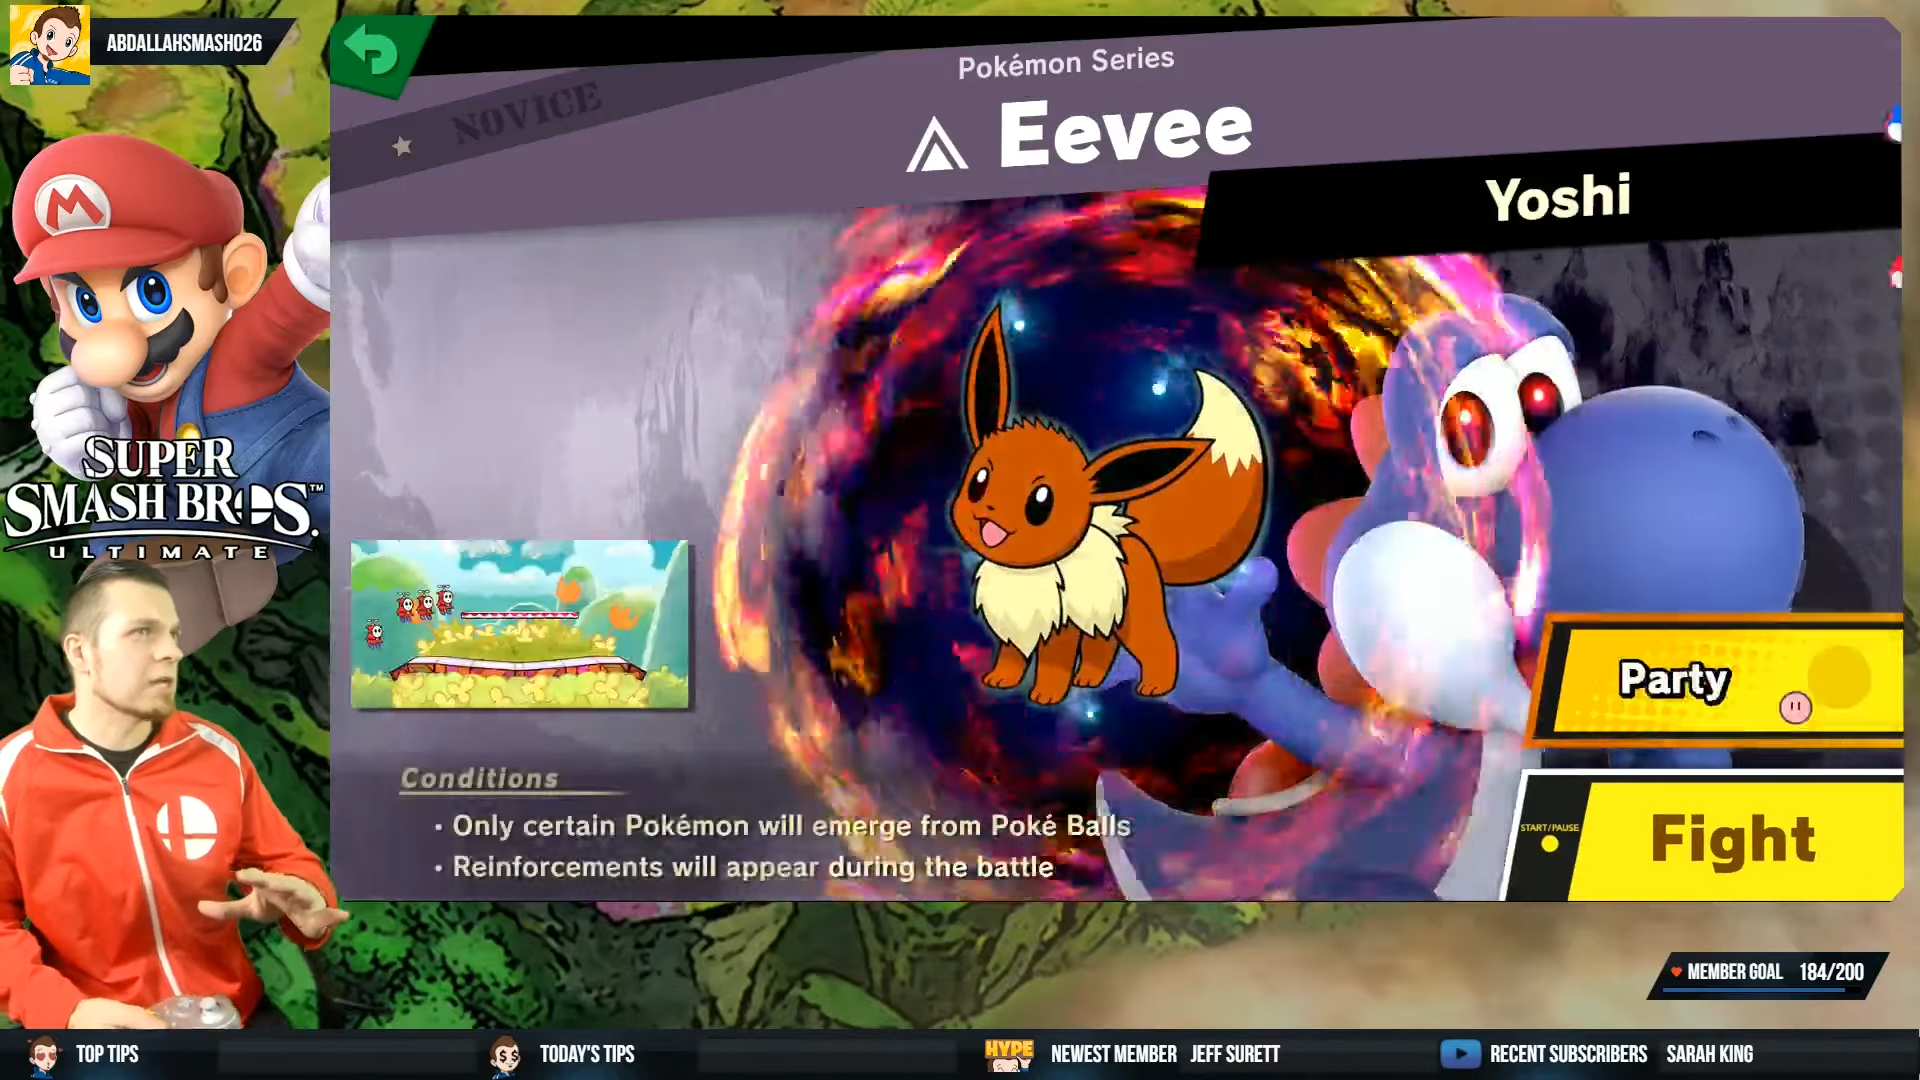 ABDALLAHSMASH026
Pokémon Series
NOVICE
Eevee
Yoshi
M
SUPER
SMASH BROS.™
ULTIMATE
Party
Conditions
· Only certain Pokémon will emerge from Poké Balls
· Reinforcements will appear during the battle
START/PAUSE
Fight
MEMBER GOAL 184/200
TOP TIPS
TODAY'S TIPS
HYPE
NEWEST MEMBER JEFF SURETT
RECENT SUBSCRIBERS SARAH KING